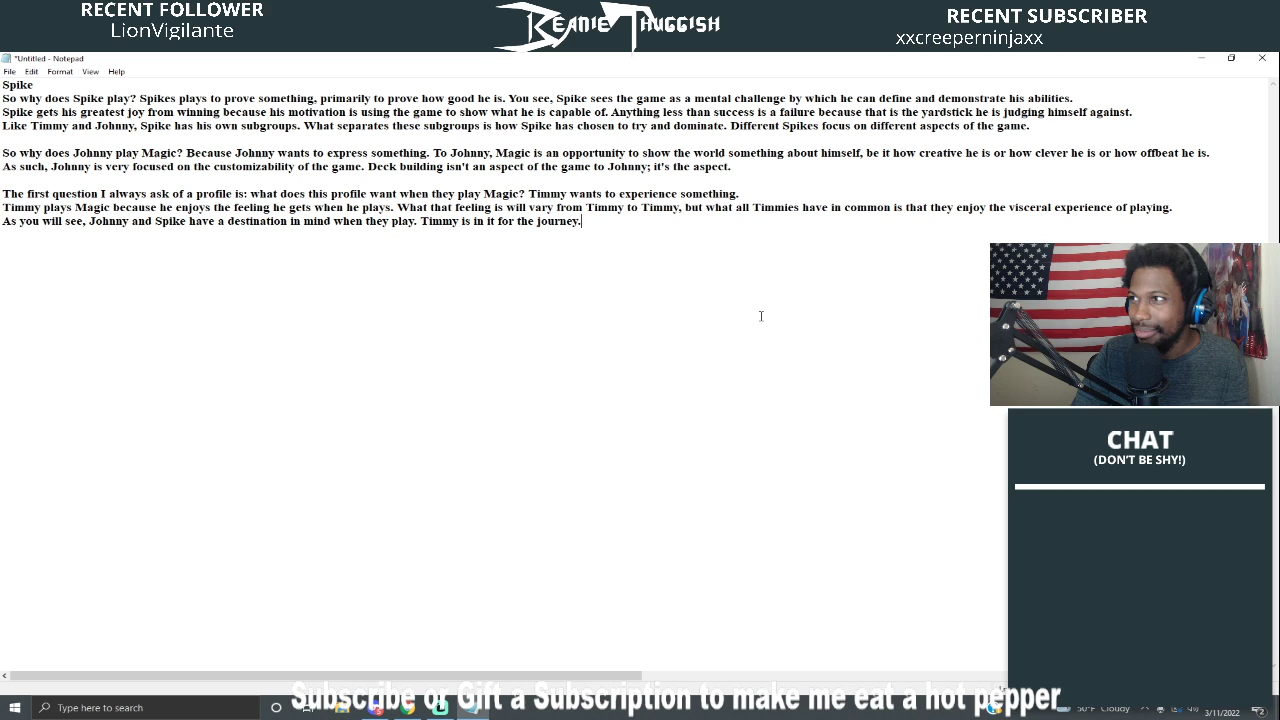 RECENT FOLLOWER
LionVigilante
BEANIE THUGGISH
RECENT SUBSCRIBER
xxcreeperninjaxx
*Untitled - Notepad
File Edit Format View Help
Spike
So why does Spike play? Spikes plays to prove something, primarily to prove how good he is. You see, Spike sees the game as a mental challenge by which he can define and demonstrate his abilities.
Spike gets his greatest joy from winning because his motivation is using the game to show what he is capable of. Anything less than success is a failure because that is the yardstick he is judging himself against.
Like Timmy and Johnny, Spike has his own subgroups. What separates these subgroups is how Spike has chosen to try and dominate. Different Spikes focus on different aspects of the game.
So why does Johnny play Magic? Because Johnny wants to express something. To Johnny, Magic is an opportunity to show the world something about himself, be it how creative he is or how clever he is or how offbeat he is.
As such, Johnny is very focused on the customizability of the game. Deck building isn't an aspect of the game to Johnny; it's the aspect.
The first question I always ask of a profile is: what does this profile want when they play Magic? Timmy wants to experience something.
Timmy plays Magic because he enjoys the feeling he gets when he plays. What that feeling is will vary from Timmy to Timmy, but what all Timmies have in common is that they enjoy the visceral experience of playing.
As you will see, Johnny and Spike have a destination in mind when they play. Timmy is in it for the journey.
CHAT
(DON'T BE SHY!)
Subscribe or Gift a Subscription to make me eat a hot pepper
Type here to search
50°F Cloudy
3/11/2022
2